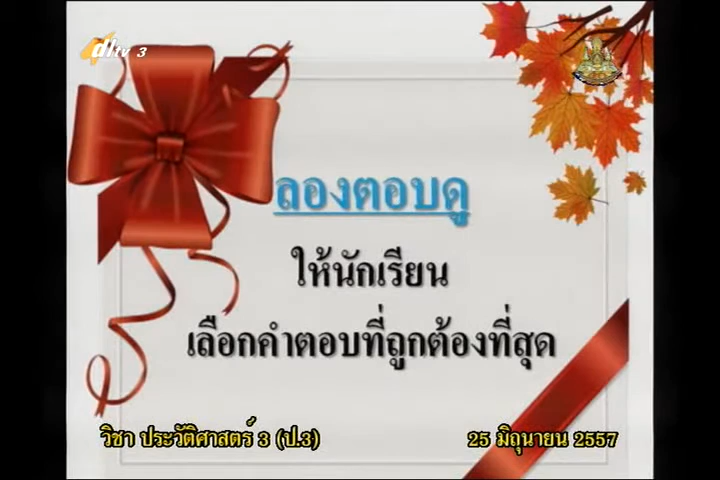 dltv 3
ลองตอบดู
ให้นักเรียน
เลือกคำตอบที่ถูกต้องที่สุด
วิชา ประวัติศาสตร์ 3 (ป.3)
25 มิถุนายน 2557